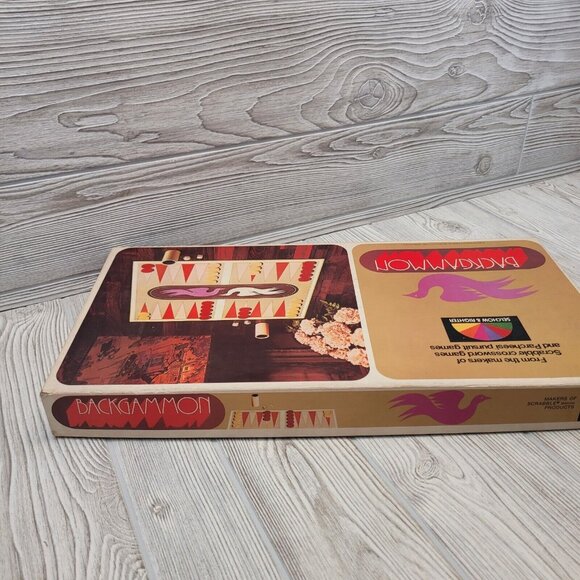 BACKGAMMON
SELCHOW & RIGHTER
From the makers of
Scrabble crossword games
and Parcheesi pursuit games
BACKGAMMON
MAKERS OF
SCRABBLE®
PRODUCTS